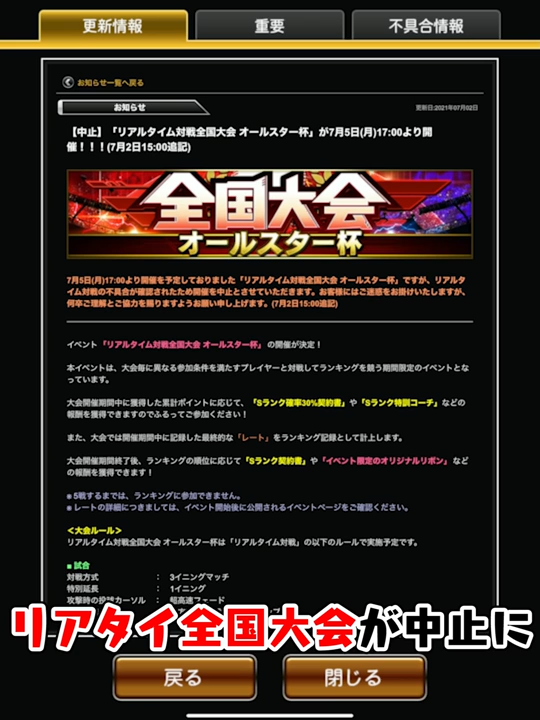 更新情報
重要
不具合情報
お知らせ一覧へ戻る
お知らせ
更新日:2021年07月02日
【中止】「リアルタイム対戦全国大会 オールスター杯」が7月5日(月)17:00より開
催！！！(7月2日15:00追記)
全国大会
オールスター杯
7月5日(月)17:00より開催を予定しておりました「リアルタイム対戦全国大会 オールスター杯」ですが、リアルタ
イム対戦の不具合が確認されたため開催を中止とさせていただきます。お客様にはご迷惑をお掛けいたしますが、
何卒ご理解とご協力を賜りますようお願い申し上げます。(7月2日15:00追記)
イベント「リアルタイム対戦全国大会 オールスター杯」の開催が決定！
本イベントは、大会毎に異なる参加条件を満たすプレイヤーと対戦してランキングを競う期間限定のイベントとな
っています。
大会開催期間中に獲得した累計ポイントに応じて、「Sランク確率30%契約書」や「Sランク特訓コーチ」などの
報酬を獲得できますのでふるってご参加ください！
また、大会では開催期間中に記録した最終的な「レート」をランキング記録として計上します。
大会開催期間終了後、ランキングの順位に応じて「Sランク契約書」や「イベント限定のオリジナルリボン」など
の報酬を獲得できます！
※5戦するまでは、ランキングに参加できません。
※レートの詳細につきましては、イベント開始後に公開されるイベントページをご確認ください。
＜大会ルール＞
リアルタイム対戦全国大会 オールスター杯は「リアルタイム対戦」の以下のルールで実施予定です。
■試合
対戦方式 ： 3イニングマッチ
特別延長 ： 1イニング
攻撃時の投球カーソル ： 超高速フェード
リアタイ全国大会が中止に
戻る
閉じる